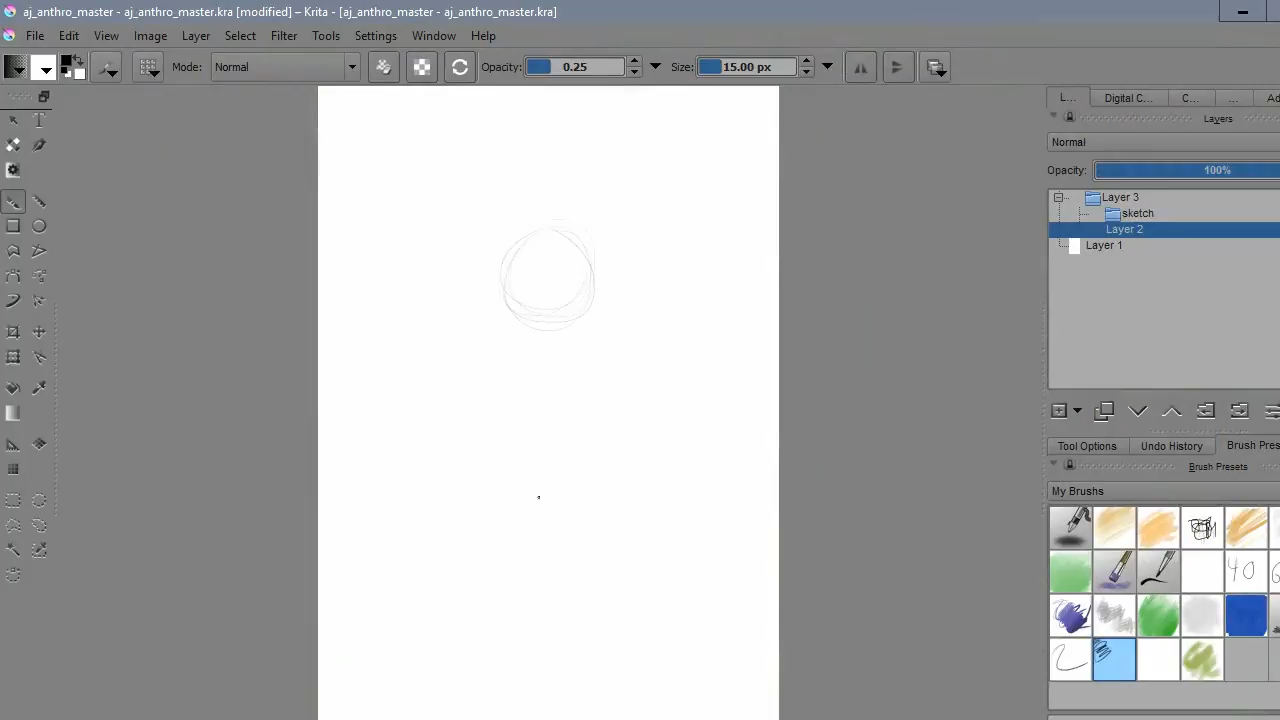 aj_anthro_master - aj_anthro_master.kra [modified] – Krita - [aj_anthro_master - aj_anthro_master.kra]
File Edit View Image Layer Select Filter Tools Settings Window Help
Mode: Normal Opacity: 0.25 Size: 15.00 px
L... Digital C... C... ... Ad
Layers
Normal
Opacity: 100%
Layer 3
sketch
Layer 2
Layer 1
Tool Options Undo History Brush Pres
Brush Presets
My Brushes
40